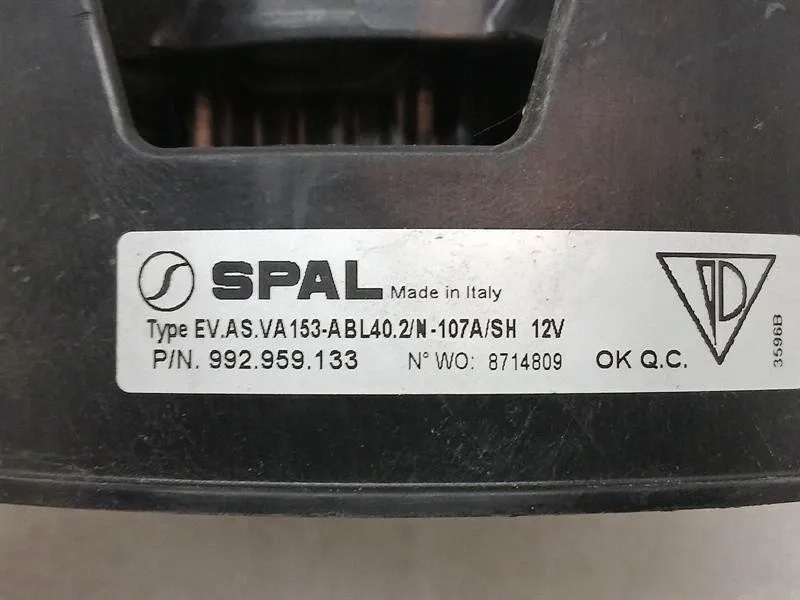 SPAL Made in Italy
Type EV.AS.VA153-ABL40.2/N-107A/SH 12V
P/N. 992.959.133 N° WO: 8714809 OK Q.C.
PD
3596B